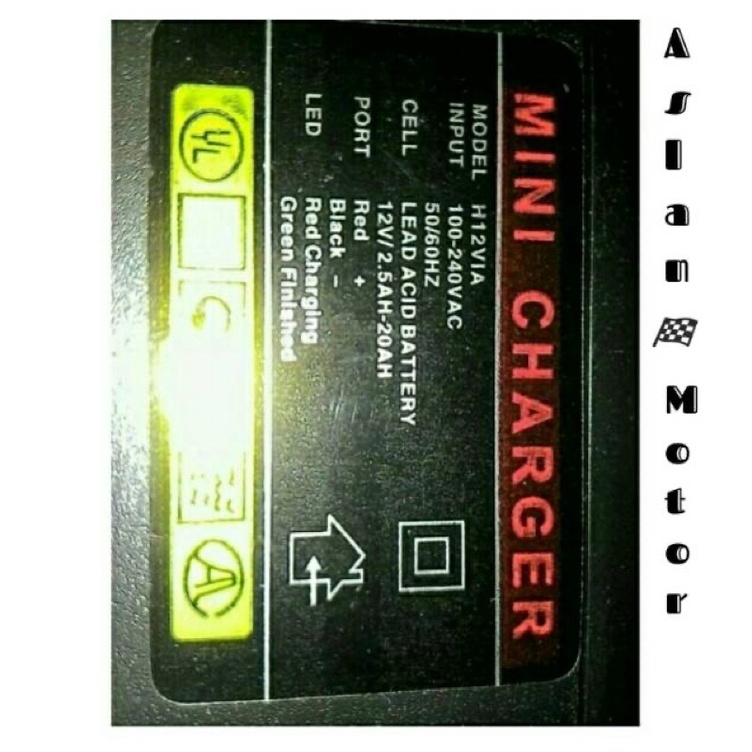 MINI CHARGER
MODEL H12VIA
INPUT 100-240VAC
50/60HZ
CELL LEAD ACID BATTERY
12V/2.5AH-20AH
PORT Red +
Black -
LED Red Charging
Green Finished
UL
A
Asian Motor